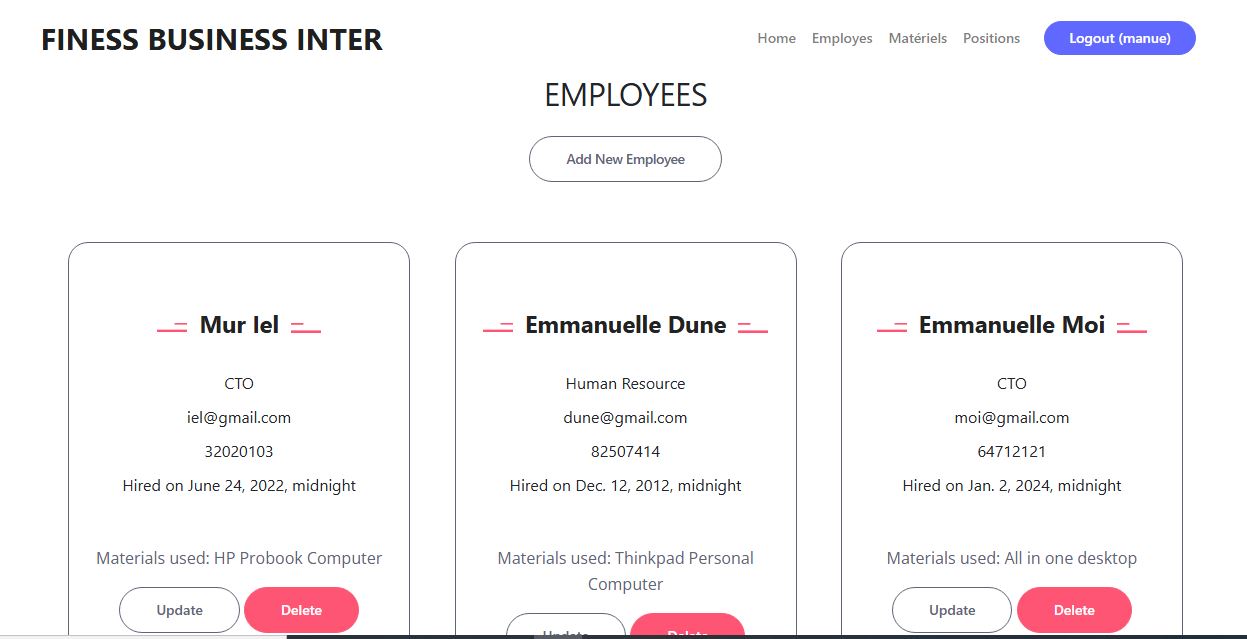 FINESS BUSINESS INTER
Home Employes Matériels Positions Logout (manue)
EMPLOYEES
Add New Employee
Mur Iel
CTO
iel@gmail.com
32020103
Hired on June 24, 2022, midnight
Materials used: HP Probook Computer
Update Delete
Emmanuelle Dune
Human Resource
dune@gmail.com
82507414
Hired on Dec. 12, 2012, midnight
Materials used: Thinkpad Personal
Computer
Update Delete
Emmanuelle Moi
CTO
moi@gmail.com
64712121
Hired on Jan. 2, 2024, midnight
Materials used: All in one desktop
Update Delete